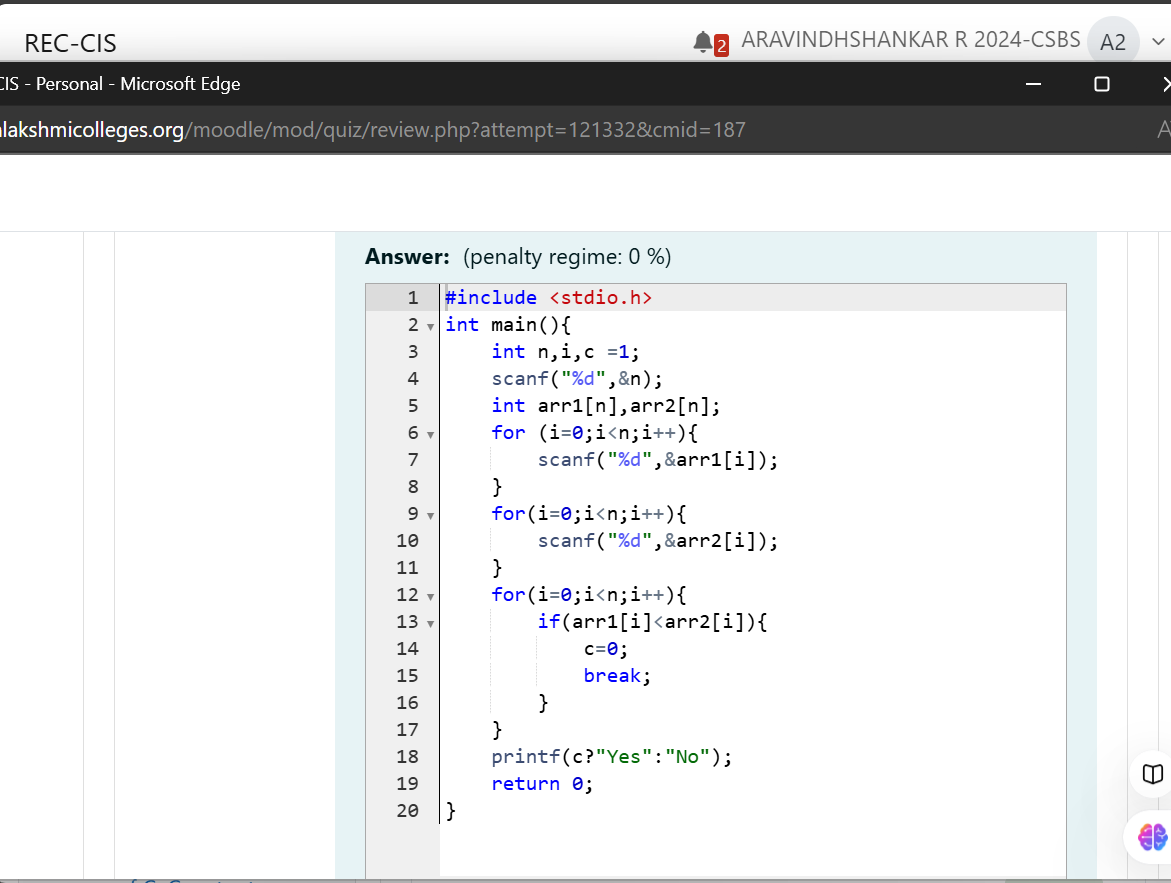 REC-CIS
2 ARAVINDHSHANKAR R 2024-CSBS A2
CIS - Personal - Microsoft Edge
lakshmicolleges.org/moodle/mod/quiz/review.php?attempt=121332&cmid=187
Answer: (penalty regime: 0 %)
1 #include <stdio.h>
2 int main(){
3     int n,i,c =1;
4     scanf("%d",&n);
5     int arr1[n],arr2[n];
6     for (i=0;i<n;i++){
7         scanf("%d",&arr1[i]);
8     }
9     for(i=0;i<n;i++){
10         scanf("%d",&arr2[i]);
11     }
12     for(i=0;i<n;i++){
13         if(arr1[i]<arr2[i]){
14             c=0;
15             break;
16         }
17     }
18     printf(c?"Yes":"No");
19     return 0;
20 }